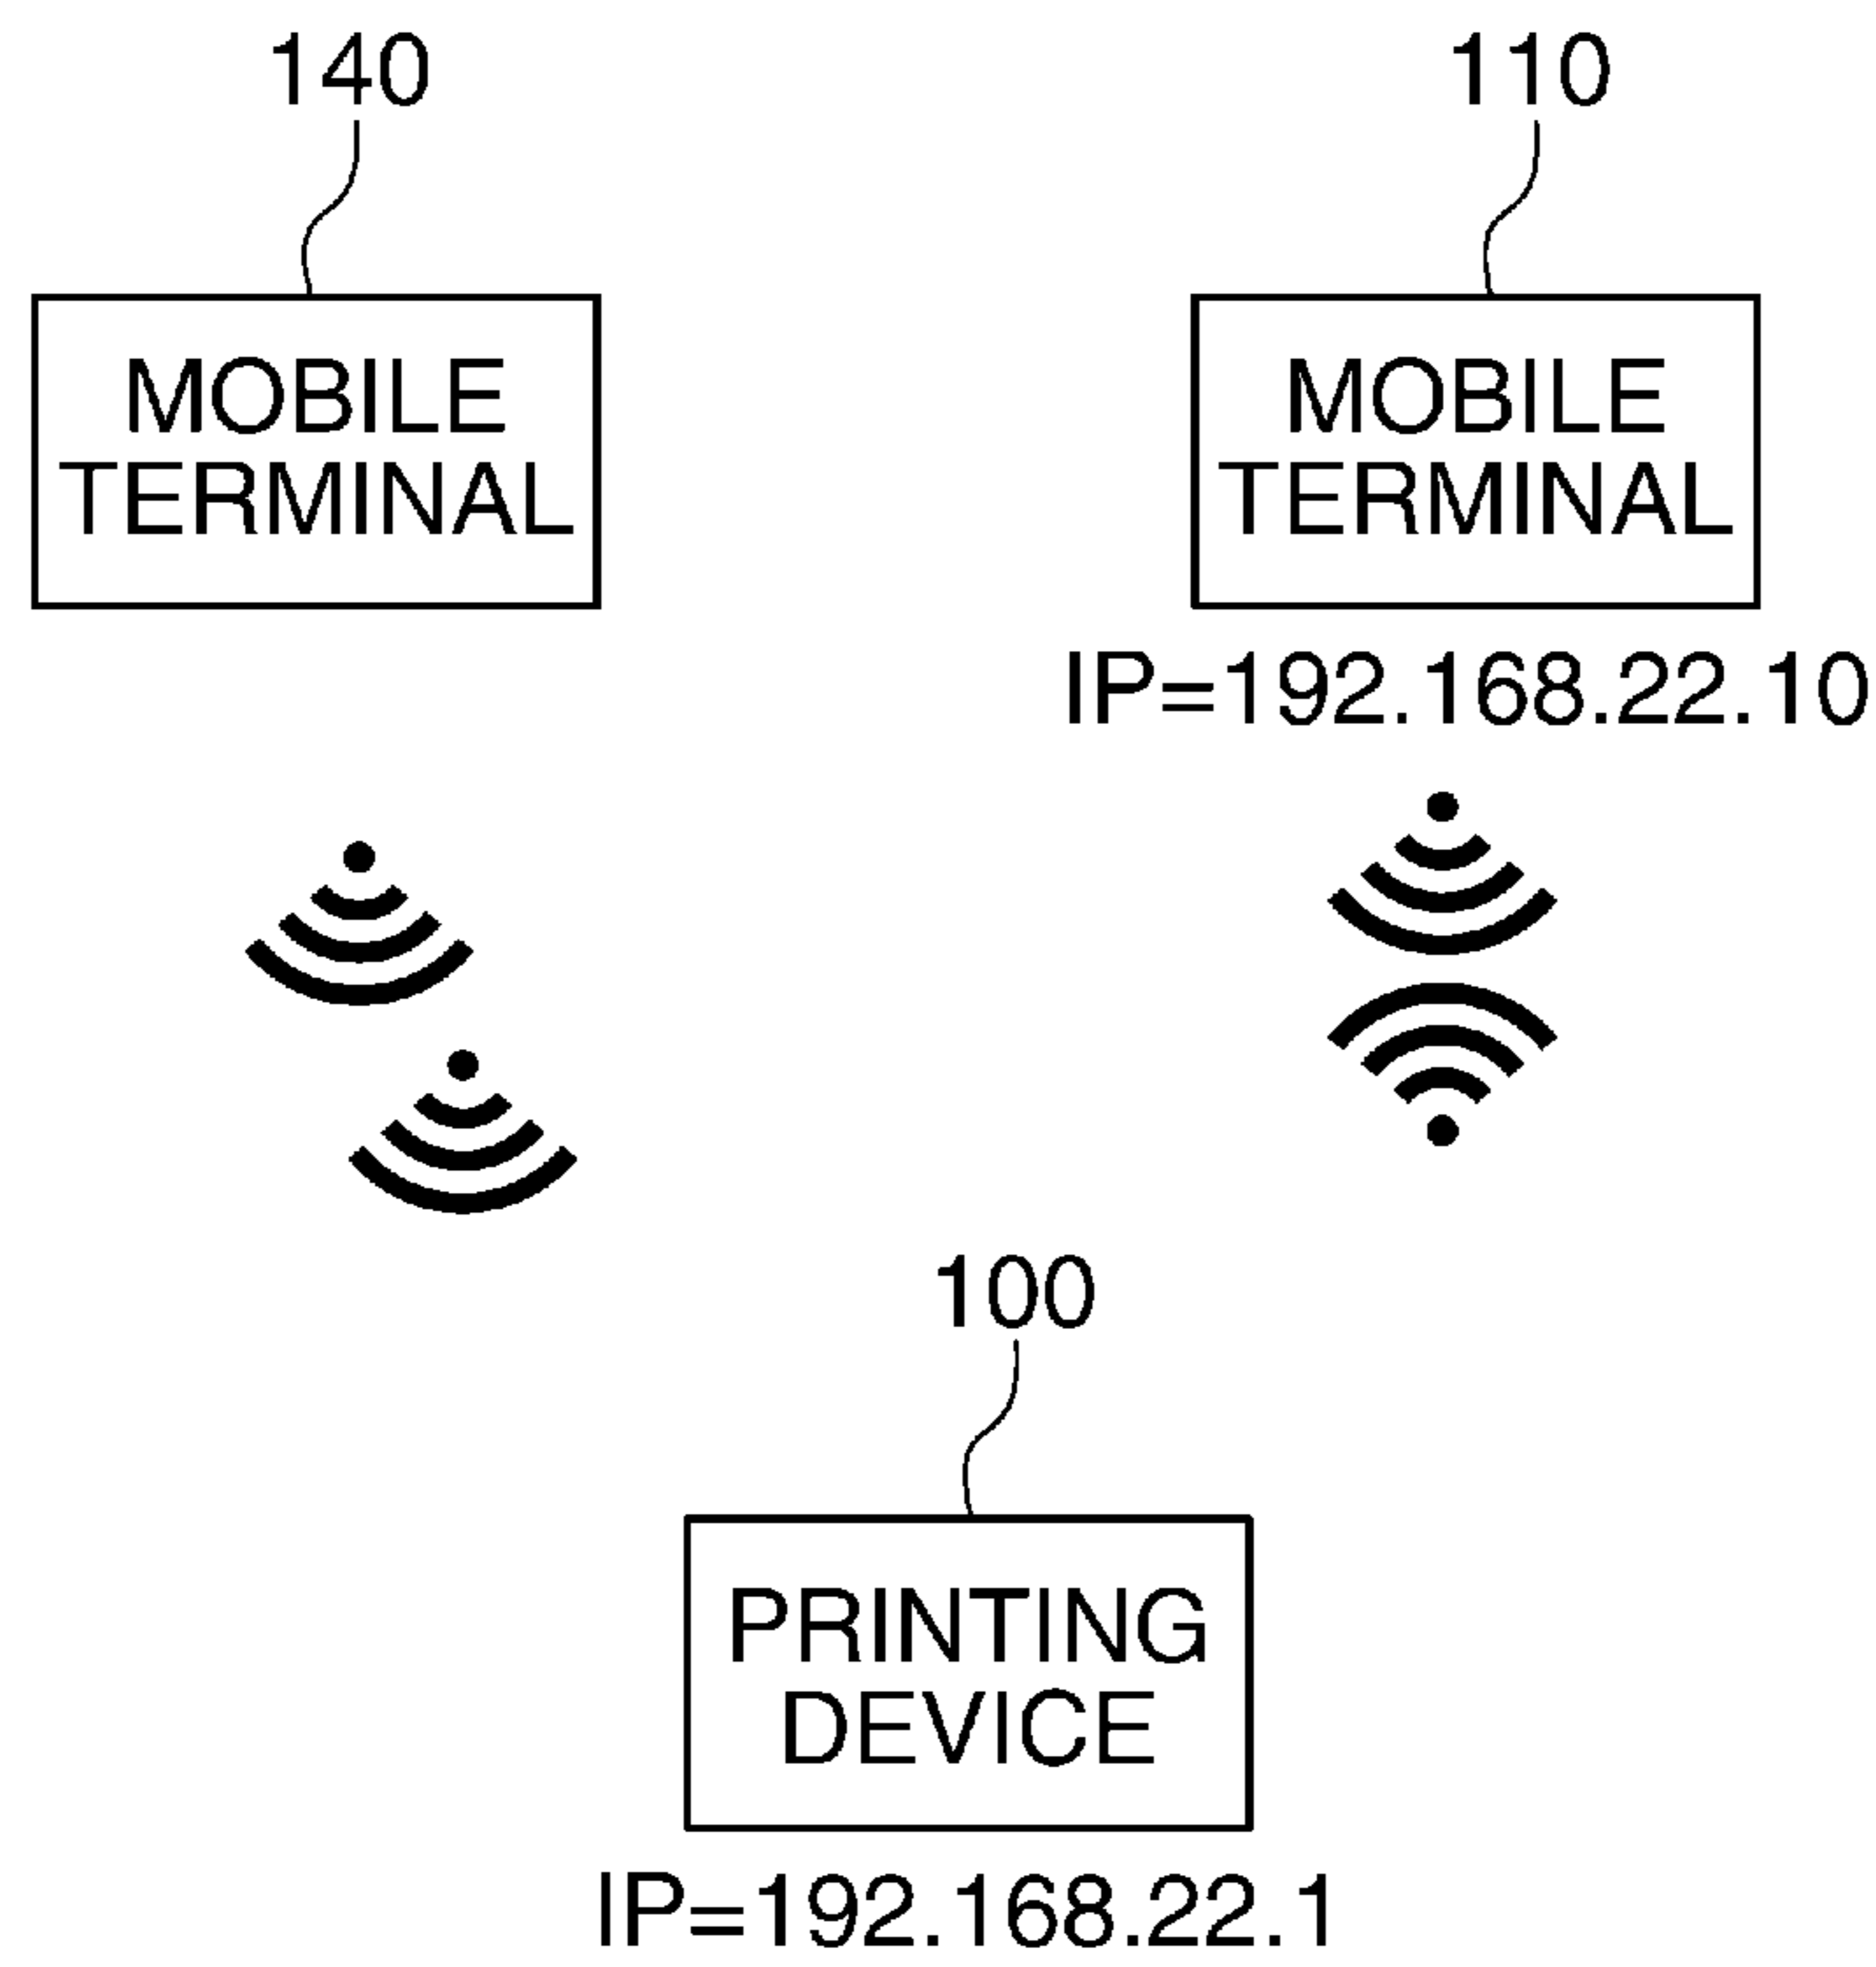 140
110
MOBILE
TERMINAL
MOBILE
TERMINAL
IP=192.168.22.10
100
PRINTING
DEVICE
IP=192.168.22.1